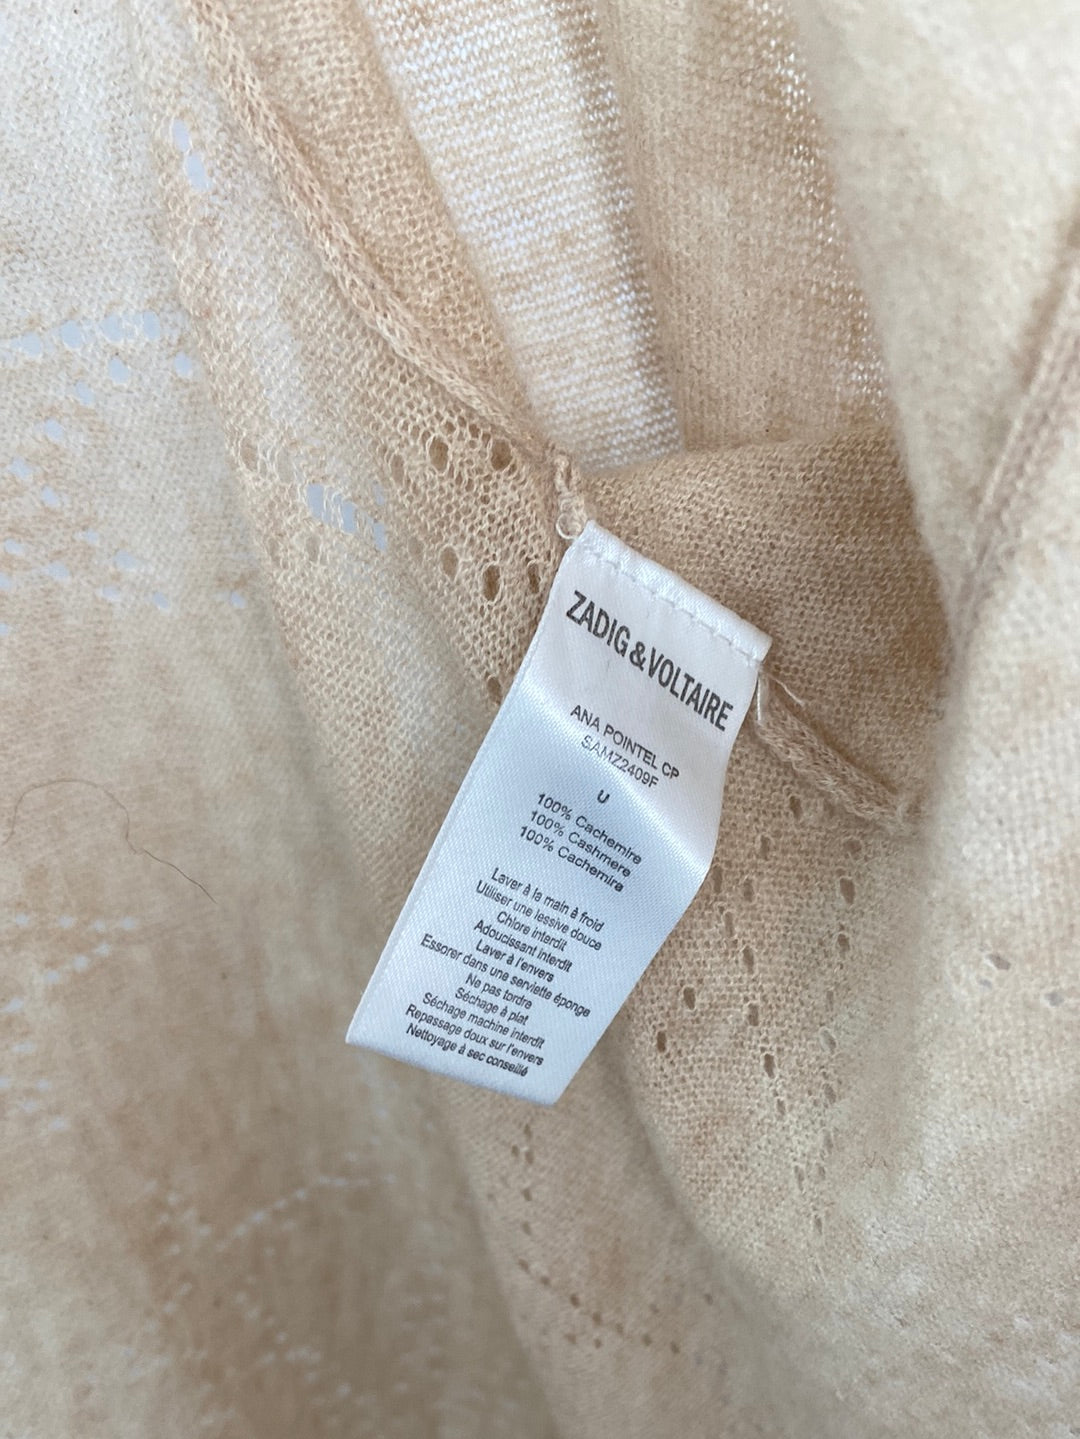 ZADIG&VOLTAIRE
ANA POINTEL CP
SAMZ2409F
U
100% Cachemire
100% Cashmere
100% Cachemira
Laver à la main à froid
Utiliser une lessive douce
Chlore interdit
Adoucissant interdit
Laver à l'envers
Essorer dans une serviette éponge
Ne pas tordre
Séchage à plat
Séchage machine interdit
Repassage doux sur l'envers
Nettoyage à sec conseillé